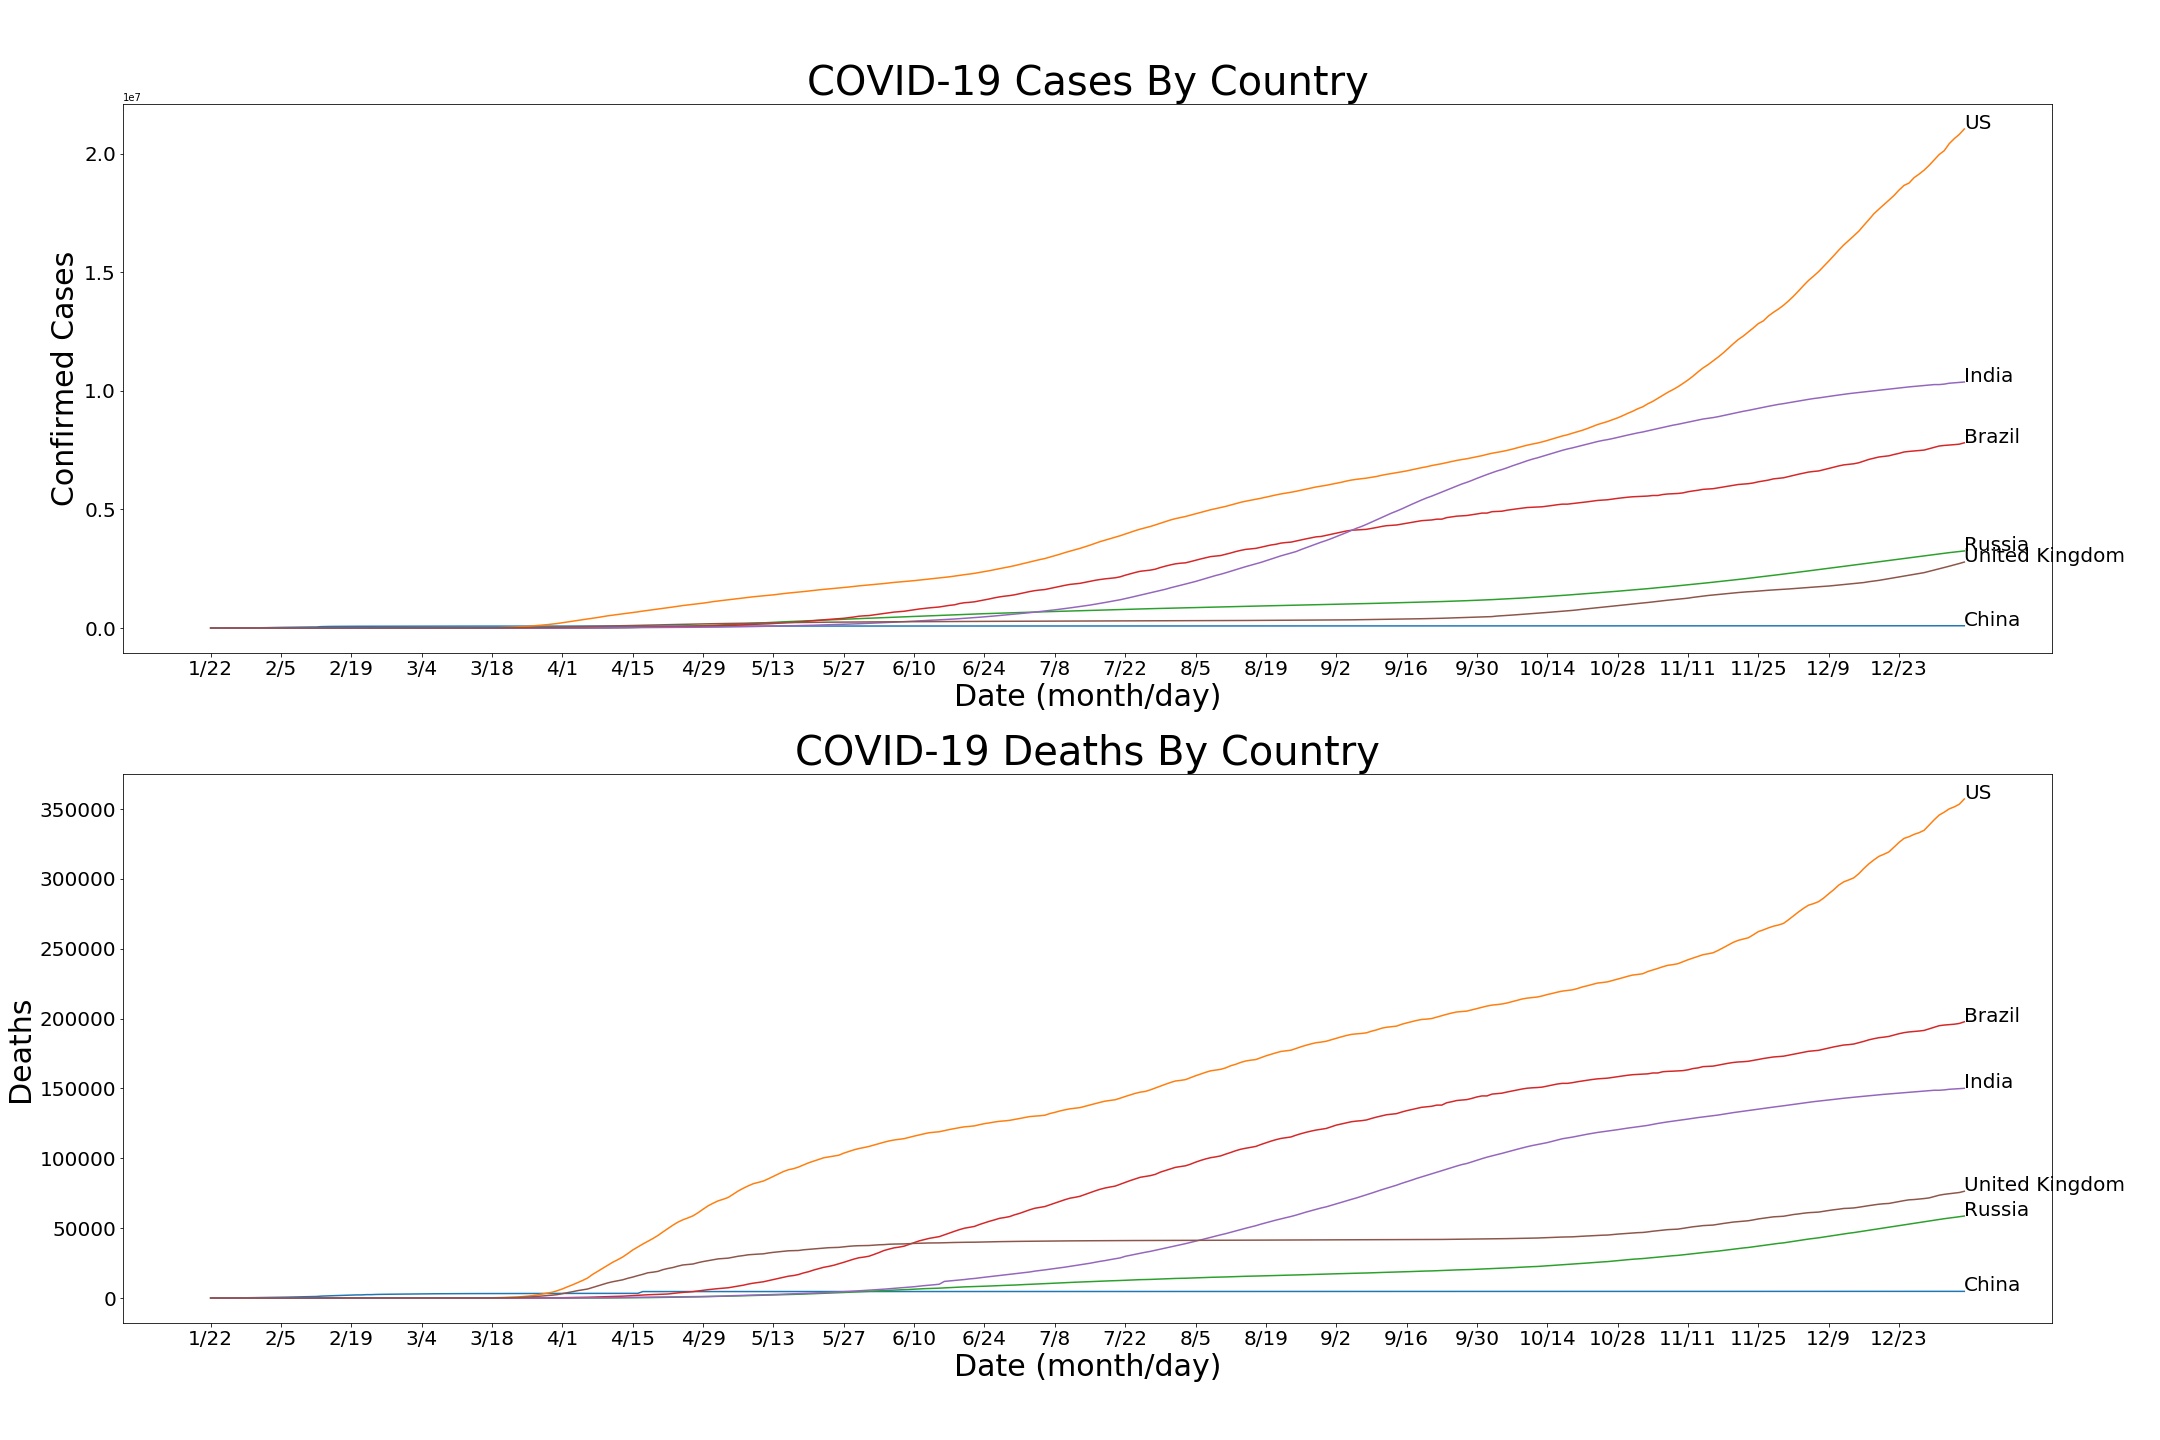 COVID-19 Cases By Country
1e7
2.0
1.5
1.0
0.5
0.0
Confirmed Cases
US
India
Brazil
Russia
United Kingdom
China
1/22 2/5 2/19 3/4 3/18 4/1 4/15 4/29 5/13 5/27 6/10 6/24 7/8 7/22 8/5 8/19 9/2 9/16 9/30 10/14 10/28 11/11 11/25 12/9 12/23
Date (month/day)
COVID-19 Deaths By Country
350000
300000
250000
200000
150000
100000
50000
0
Deaths
US
Brazil
India
United Kingdom
Russia
China
1/22 2/5 2/19 3/4 3/18 4/1 4/15 4/29 5/13 5/27 6/10 6/24 7/8 7/22 8/5 8/19 9/2 9/16 9/30 10/14 10/28 11/11 11/25 12/9 12/23
Date (month/day)